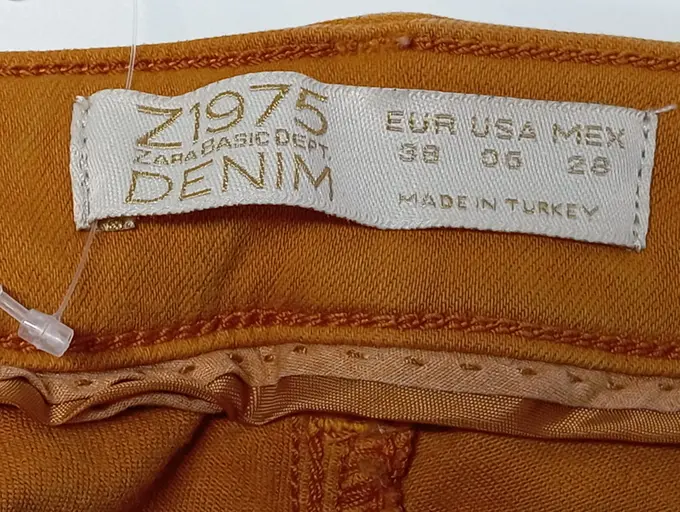 Z1975
ZARA BASIC DEPT.
DENIM
EUR USA MEX
38 06 28
MADE IN TURKEY